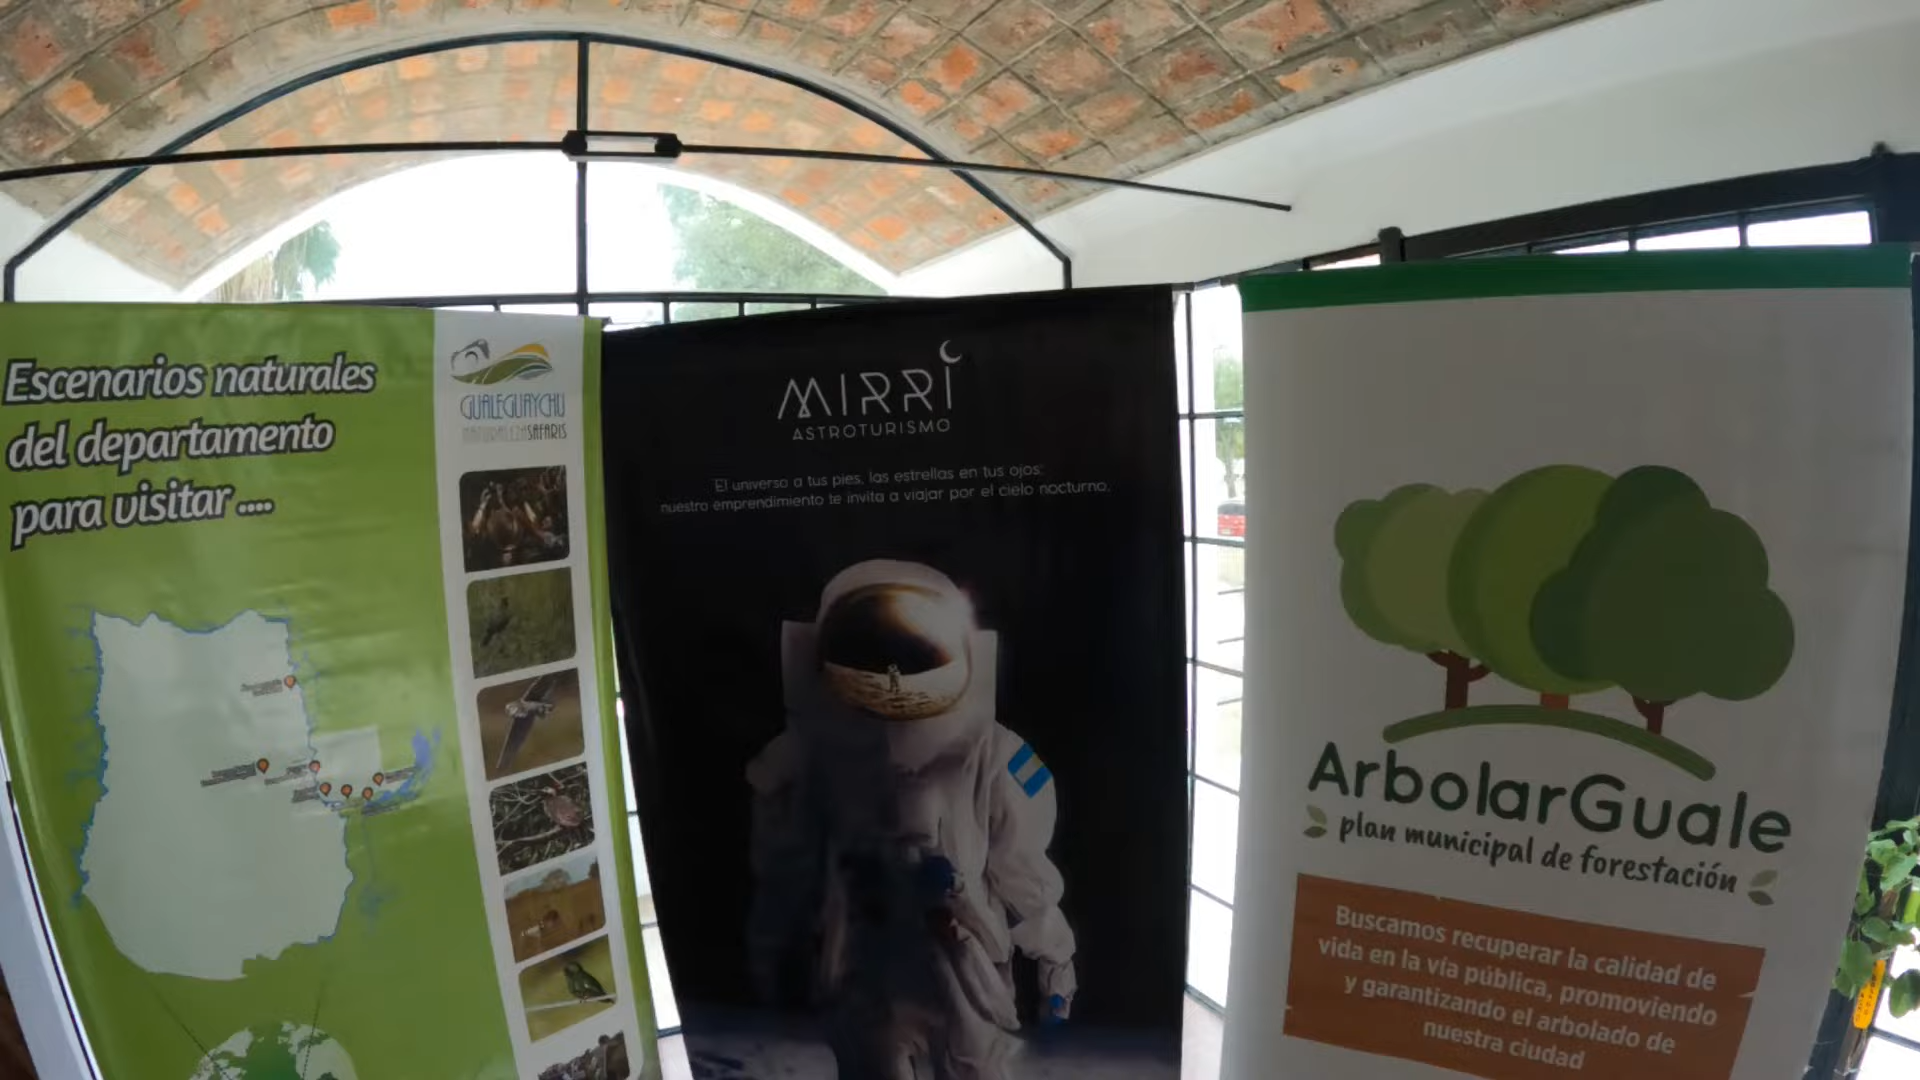 Escenarios naturales
del departamento
para visitar ....
GUALEGUAYCHU
NATURALEZASAFARIS
MIRRI
ASTROTURISMO
El universo a tus pies, las estrellas en tus ojos:
nuestro emprendimiento te invita a viajar por el cielo nocturno.
ArbolarGuale
plan municipal de forestación
Buscamos recuperar la calidad de
vida en la vía pública, promoviendo
y garantizando el arbolado de
nuestra ciudad